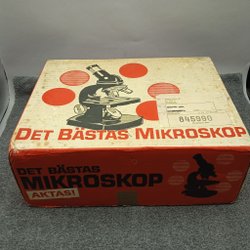 845990
DET BÄSTAS MIKROSKOP
DET BÄSTAS
MIKROSKOP
AKTAS!